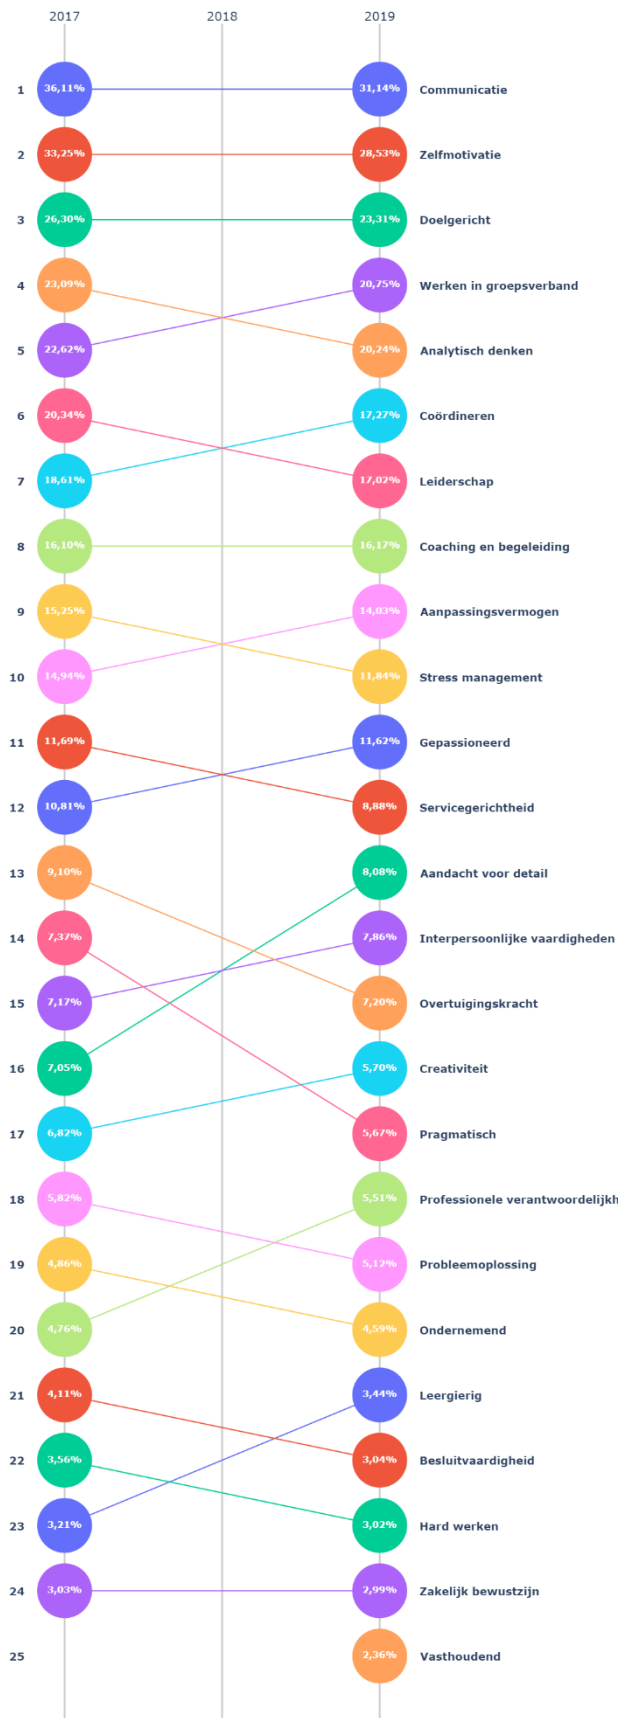 2017 2018 2019
1 36,11% 31,14% Communicatie
2 33,25% 28,53% Zelfmotivatie
3 26,30% 23,31% Doelgericht
4 23,09% 20,75% Werken in groepsverband
5 22,62% 20,24% Analytisch denken
6 20,34% 17,27% Coördineren
7 18,61% 17,02% Leiderschap
8 16,10% 16,17% Coaching en begeleiding
9 15,25% 14,03% Aanpassingsvermogen
10 14,94% 11,84% Stress management
11 11,69% 11,62% Gepassioneerd
12 10,81% 8,88% Servicegerichtheid
13 9,10% 8,08% Aandacht voor detail
14 7,37% 7,86% Interpersoonlijke vaardigheden
15 7,17% 7,20% Overtuigingskracht
16 7,05% 5,70% Creativiteit
17 6,82% 5,67% Pragmatisch
18 5,82% 5,51% Professionele verantwoordelijkh
19 4,86% 5,12% Probleemoplossing
20 4,76% 4,59% Ondernemend
21 4,11% 3,44% Leergierig
22 3,56% 3,04% Besluitvaardigheid
23 3,21% 3,02% Hard werken
24 3,03% 2,99% Zakelijk bewustzijn
25 2,36% Vasthoudend